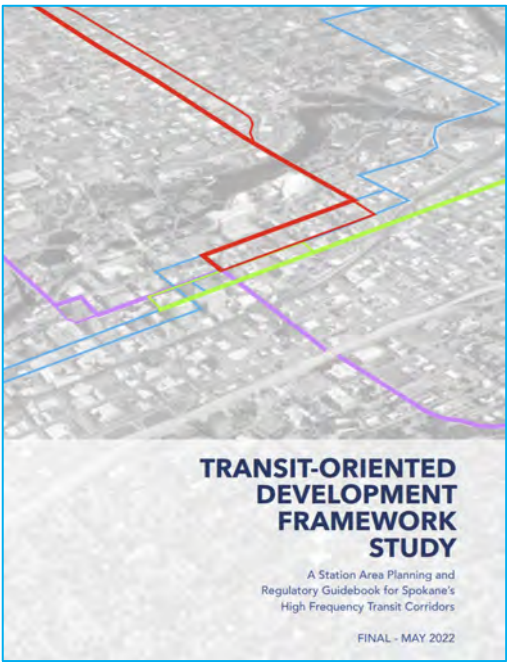 TRANSIT-ORIENTED
DEVELOPMENT
FRAMEWORK
STUDY
A Station Area Planning and
Regulatory Guidebook for Spokane's
High Frequency Transit Corridors
FINAL - MAY 2022